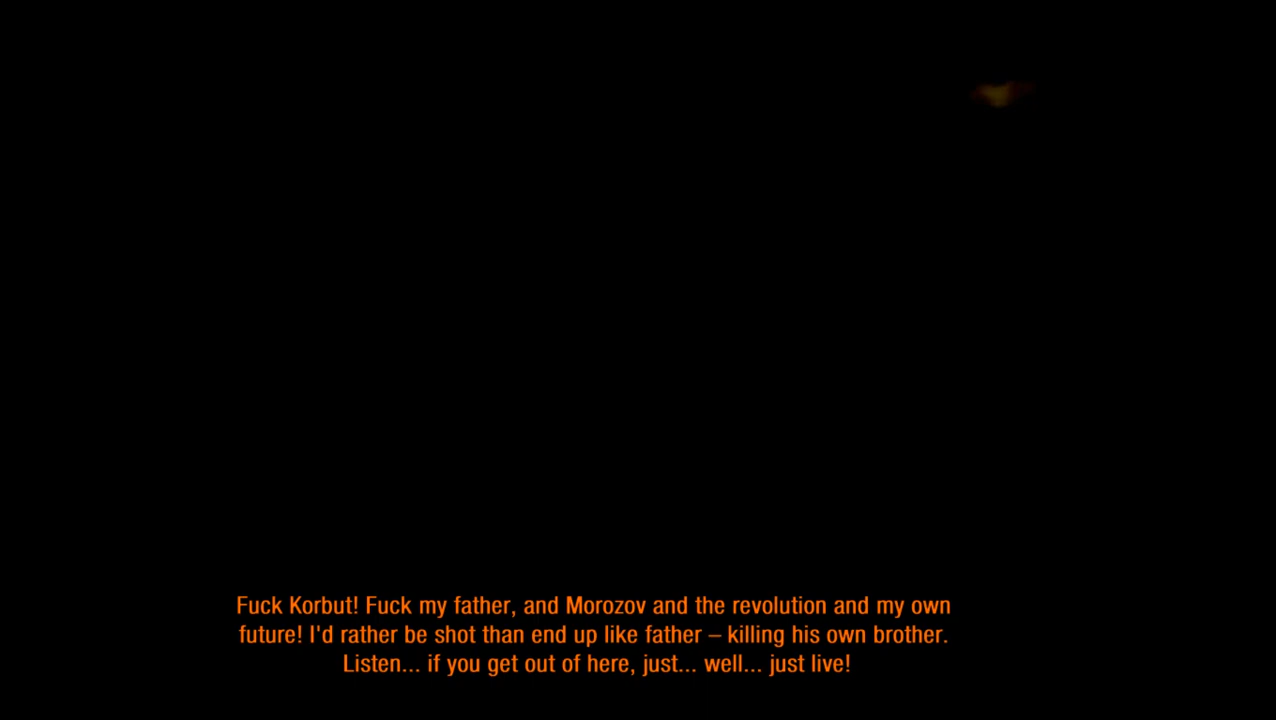 Fuck Korbut! Fuck my father, and Morozov and the revolution and my own
future! I'd rather be shot than end up like father – killing his own brother.
Listen... if you get out of here, just... well... just live!